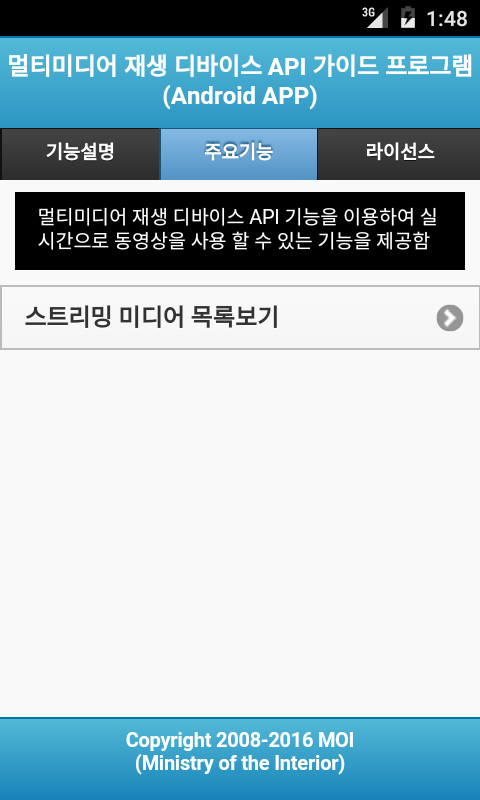 3G 1:48
멀티미디어 재생 디바이스 API 가이드 프로그램
(Android APP)
기능설명 주요기능 라이선스
멀티미디어 재생 디바이스 API 기능을 이용하여 실
시간으로 동영상을 사용 할 수 있는 기능을 제공함
스트리밍 미디어 목록보기
Copyright 2008-2016 MOI
(Ministry of the Interior)